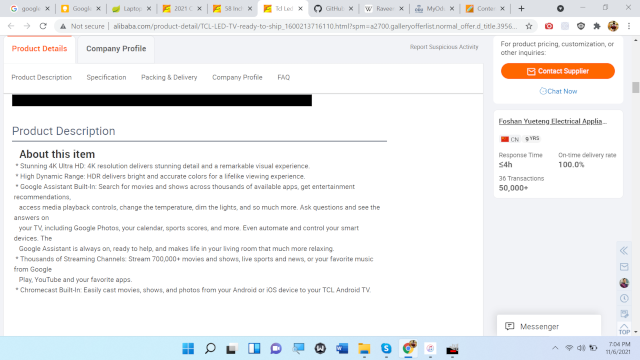 google
Google
Laptop
2021 C
58 Ind
Tcl Led
GitHub
Rawee
MyOd
Conte
Not secure | alibaba.com/product-detail/TCL-LED-TV-ready-to-ship_1600213716110.html?spm=a2700.galleryofferlist.normal_offer.d_title.3956...
Product Details
Company Profile
Report Suspicious Activity
Product Description
Specification
Packing & Delivery
Company Profile
FAQ
Product Description
About this item
* Stunning 4K Ultra HD: 4K resolution delivers stunning detail and a remarkable visual experience.
* High Dynamic Range: HDR delivers bright and accurate colors for a lifelike viewing experience.
* Google Assistant Built-In: Search for movies and shows across thousands of available apps, get entertainment
recommendations,
access media playback controls, change the temperature, dim the lights, and so much more. Ask questions and see the
answers on
your TV, including Google Photos, your calendar, sports scores, and more. Even automate and control your smart
devices. The
Google Assistant is always on, ready to help, and makes life in your living room that much more relaxing.
* Thousands of Streaming Channels: Stream 700,000+ movies and shows, live sports and news, or your favorite music
from Google
Play, YouTube and your favorite apps.
* Chromecast Built-In: Easily cast movies, shows, and photos from your Android or iOS device to your TCL Android TV.
For product pricing, customization, or
other inquiries:
Contact Supplier
Chat Now
Foshan Yueteng Electrical Applia...
CN 9 YRS
Response Time
≤4h
On-time delivery rate
100.0%
36 Transactions
50,000+
Messenger
TOP
7:04 PM
11/6/2021